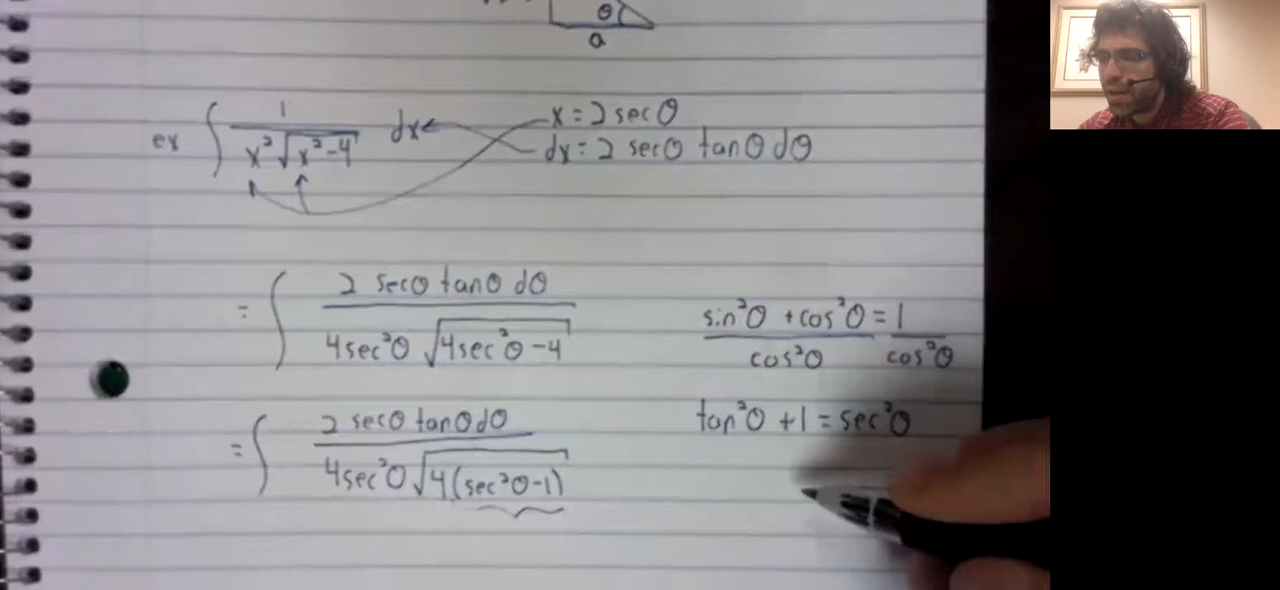 θ
a
ex ∫ 1 / (x²√(x²-4)) dx
x = 2 secθ
dx = 2 secθ tanθ dθ
= ∫ 2 secθ tanθ dθ / (4sec²θ √(4sec²θ - 4))
(sin²θ + cos²θ) / cos²θ = 1 / cos²θ
= ∫ 2 secθ tanθ dθ / (4sec²θ √(4(sec²θ - 1)))
tan²θ + 1 = sec²θ